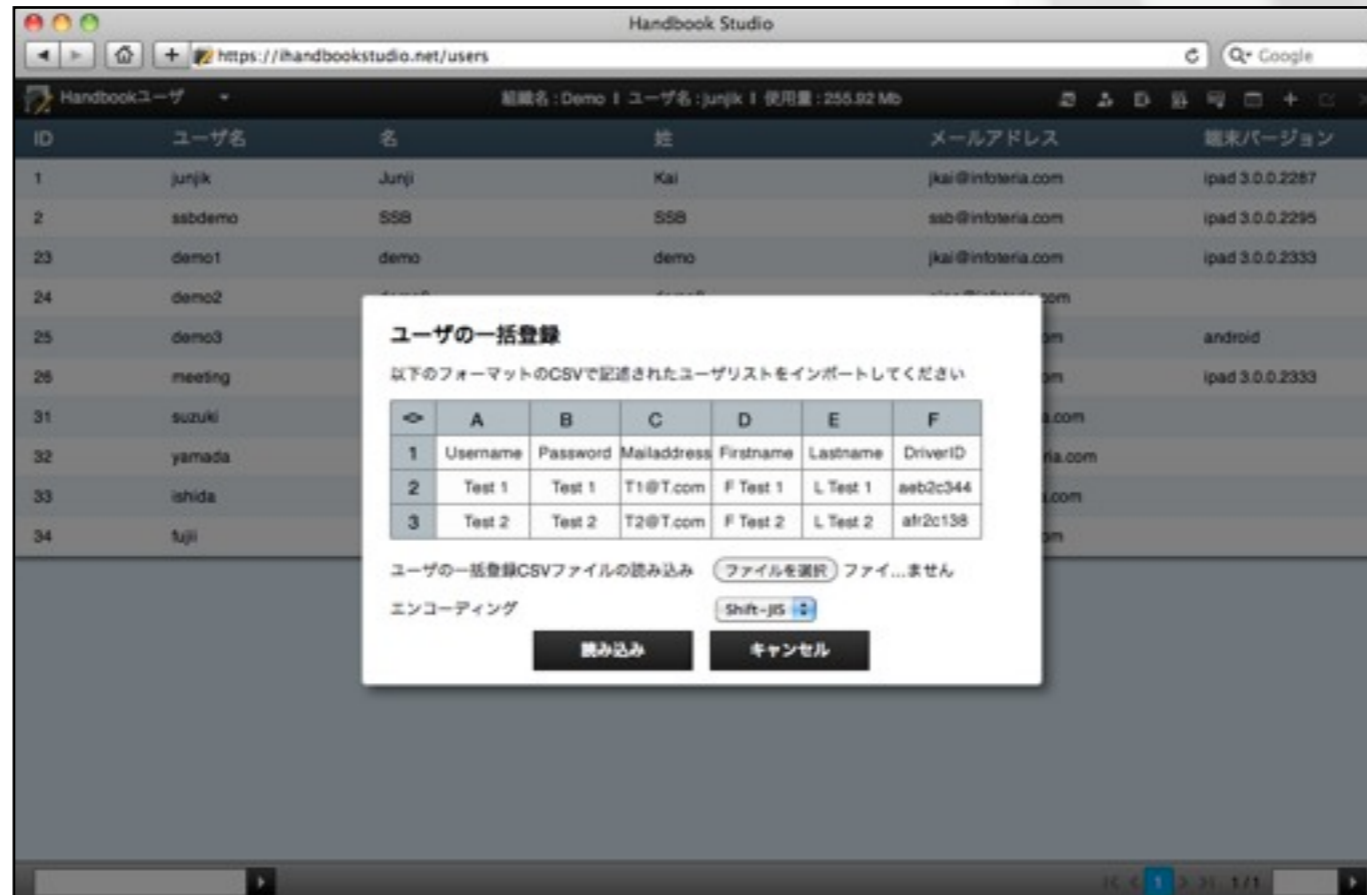 Handbook Studio
https://ihandbookstudio.net/users
Google
Handbookユーザ
組織名 : Demo | ユーザ名 : junjik | 使用量 : 255.92 Mb
ID ユーザ名 名 姓 メールアドレス 端末バージョン
1 junjik Junji Kai jkai@infoteria.com ipad 3.0.0.2287
2 ssbdemo SSB SSB ssb@infoteria.com ipad 3.0.0.2295
23 demo1 demo demo jkai@infoteria.com ipad 3.0.0.2333
24 demo2
25 demo3 android
26 meeting ipad 3.0.0.2333
31 suzuki
32 yamada
33 ishida
34 fujii
ユーザの一括登録
以下のフォーマットのCSVで記述されたユーザリストをインポートしてください
A B C D E F
1 Username Password Mailaddress Firstname Lastname DriverID
2 Test 1 Test 1 T1@T.com F Test 1 L Test 1 aeb2c344
3 Test 2 Test 2 T2@T.com F Test 2 L Test 2 afr2c138
ユーザの一括登録CSVファイルの読み込み ファイルを選択 ファイ...ません
エンコーディング Shift-JIS
読み込み キャンセル
1 1/1